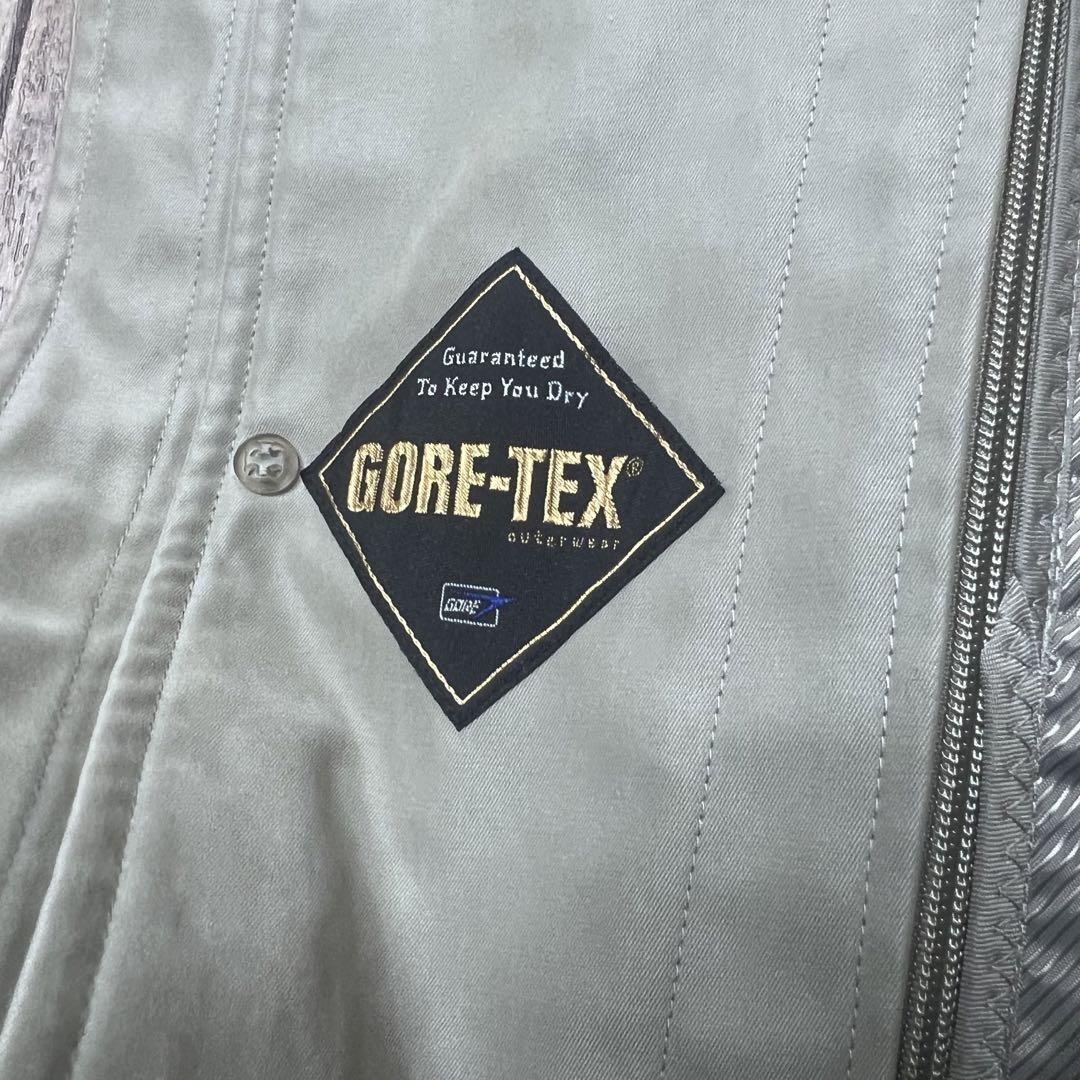 Guaranteed
To Keep You Dry
GORE-TEX®
outerwear
GORE